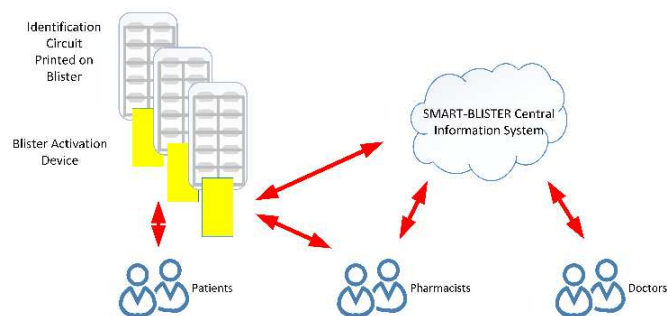 Identification
Circuit
Printed on
Blister
Blister Activation
Device
SMART-BLISTER Central
Information System
Patients
Pharmacists
Doctors